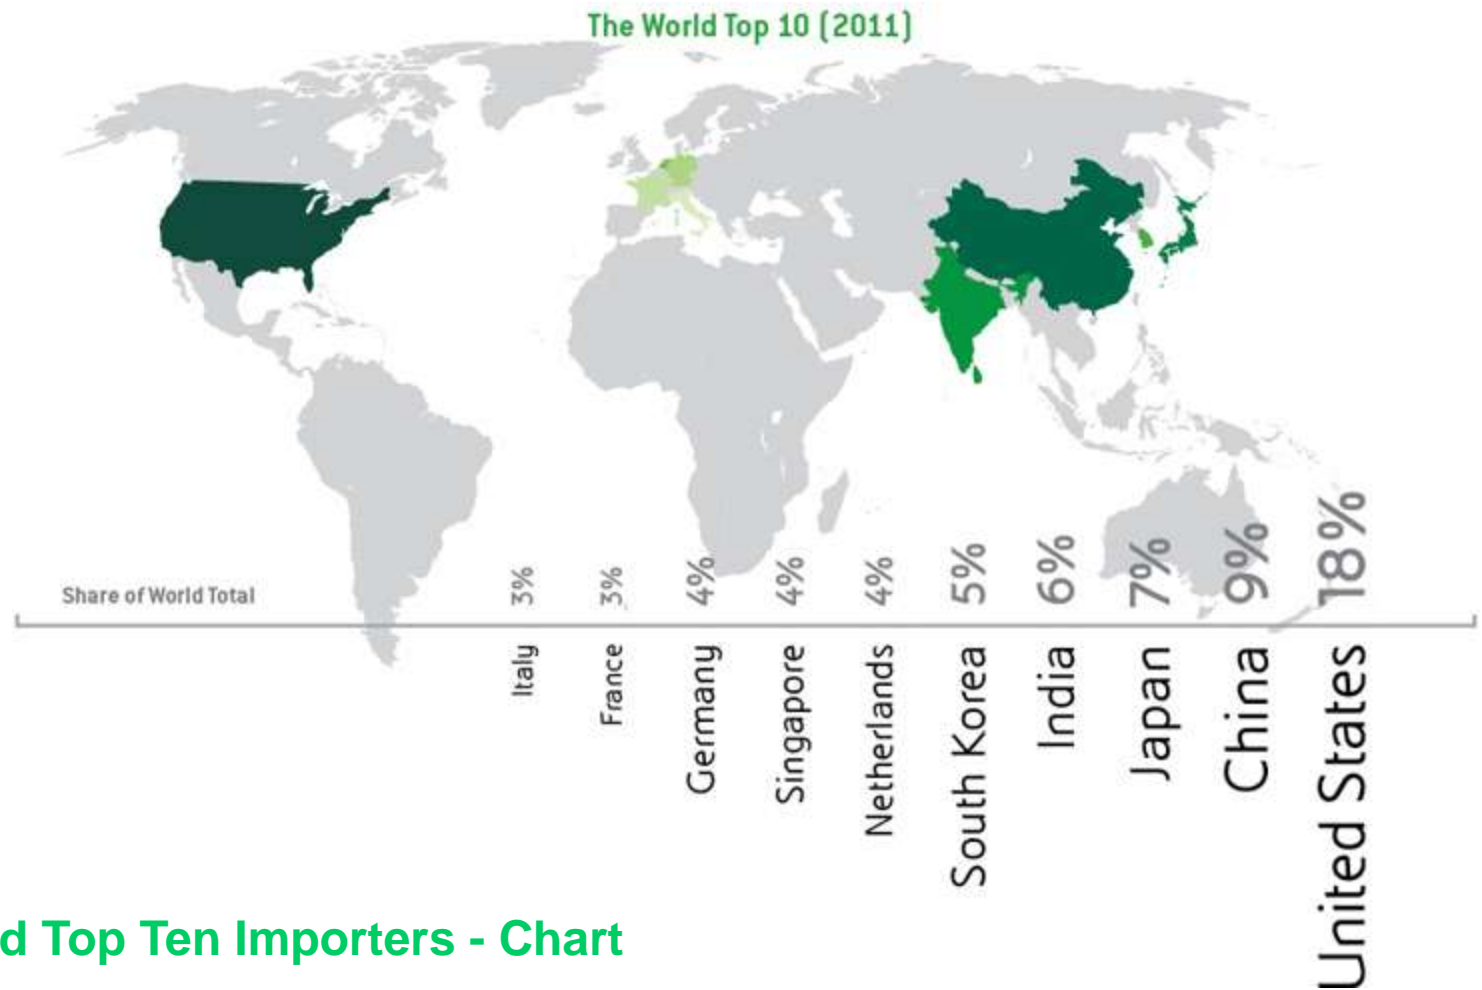 The World Top 10 (2011)
Share of World Total
3%
3%
4%
4%
4%
5%
6%
7%
9%
18%
Italy
France
Germany
Singapore
Netherlands
South Korea
India
Japan
China
United States
d Top Ten Importers - Chart